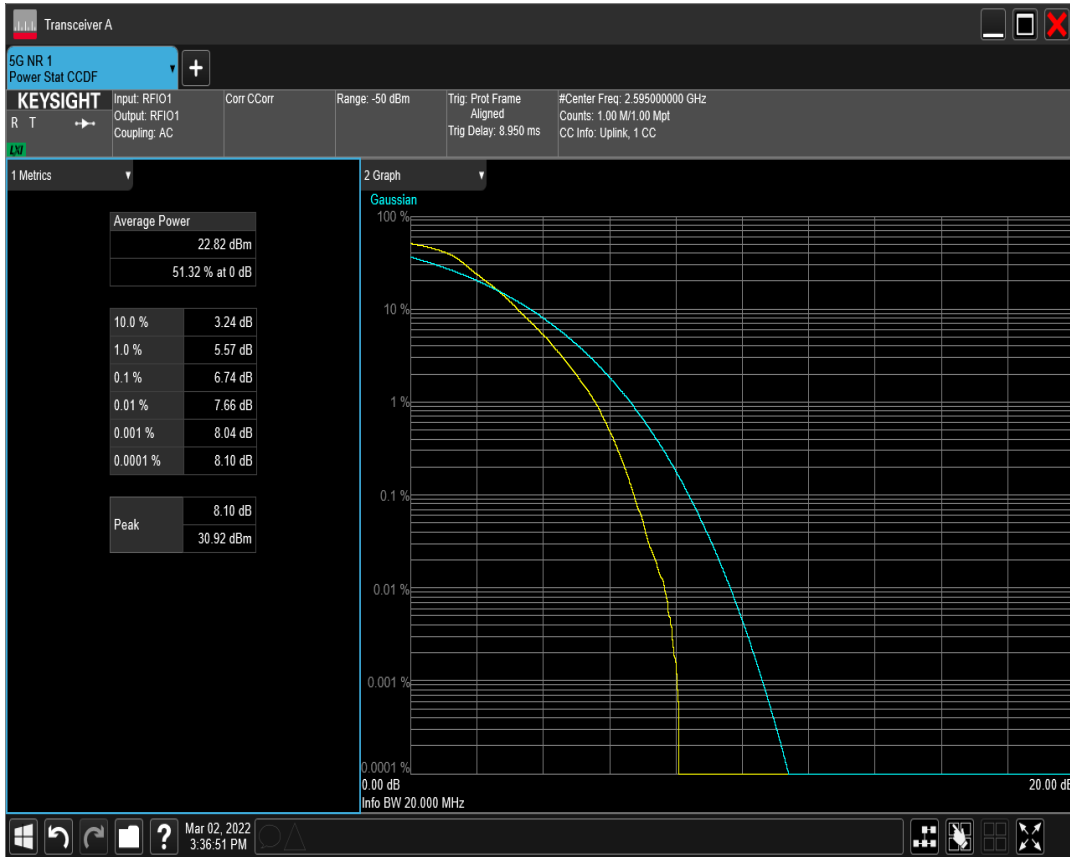 Transceiver A
5G NR 1
Power Stat CCDF
KEYSIGHT
R T
LXI
Input: RFIO1
Output: RFIO1
Coupling: AC
Corr CCorr
Range: -50 dBm
Trig: Prot Frame
Aligned
Trig Delay: 8.950 ms
#Center Freq: 2.595000000 GHz
Counts: 1.00 M/1.00 Mpt
CC Info: Uplink, 1 CC
1 Metrics
Average Power
22.82 dBm
51.32 % at 0 dB
10.0 % 3.24 dB
1.0 % 5.57 dB
0.1 % 6.74 dB
0.01 % 7.66 dB
0.001 % 8.04 dB
0.0001 % 8.10 dB
Peak 8.10 dB
30.92 dBm
2 Graph
Gaussian
100 %
10 %
1 %
0.1 %
0.01 %
0.001 %
0.0001 %
0.00 dB 20.00 dB
Info BW 20.000 MHz
?
Mar 02, 2022
3:36:51 PM